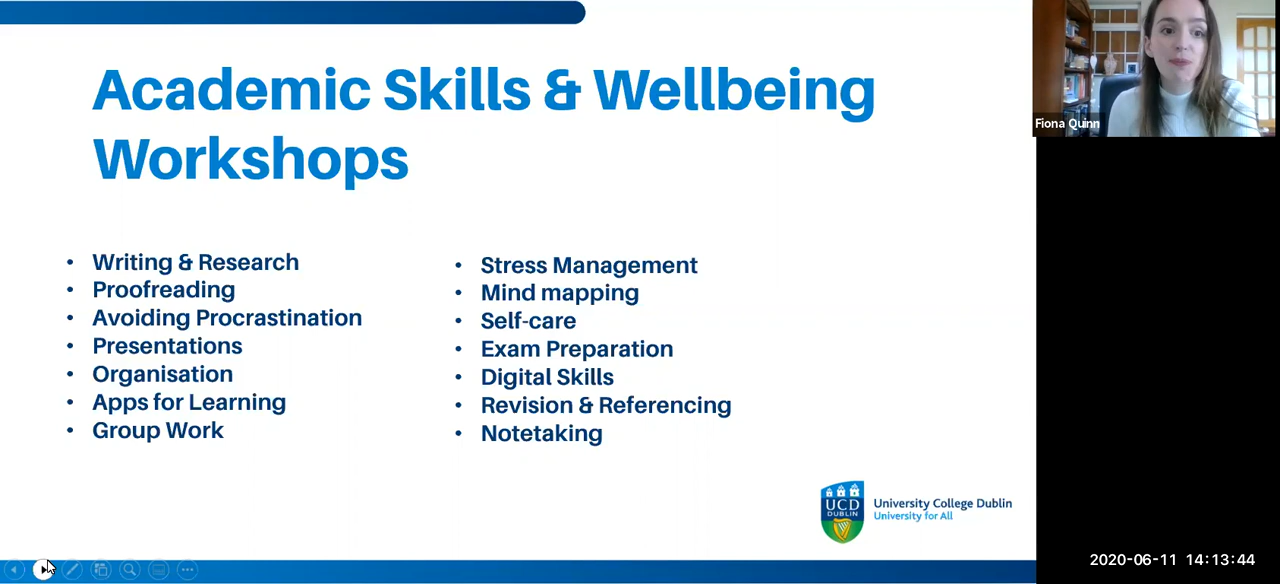 Academic Skills & Wellbeing
Workshops
• Writing & Research
• Proofreading
• Avoiding Procrastination
• Presentations
• Organisation
• Apps for Learning
• Group Work
• Stress Management
• Mind mapping
• Self-care
• Exam Preparation
• Digital Skills
• Revision & Referencing
• Notetaking
UCD
DUBLIN
University College Dublin
University for All
Fiona Quinn
2020-06-11 14:13:44